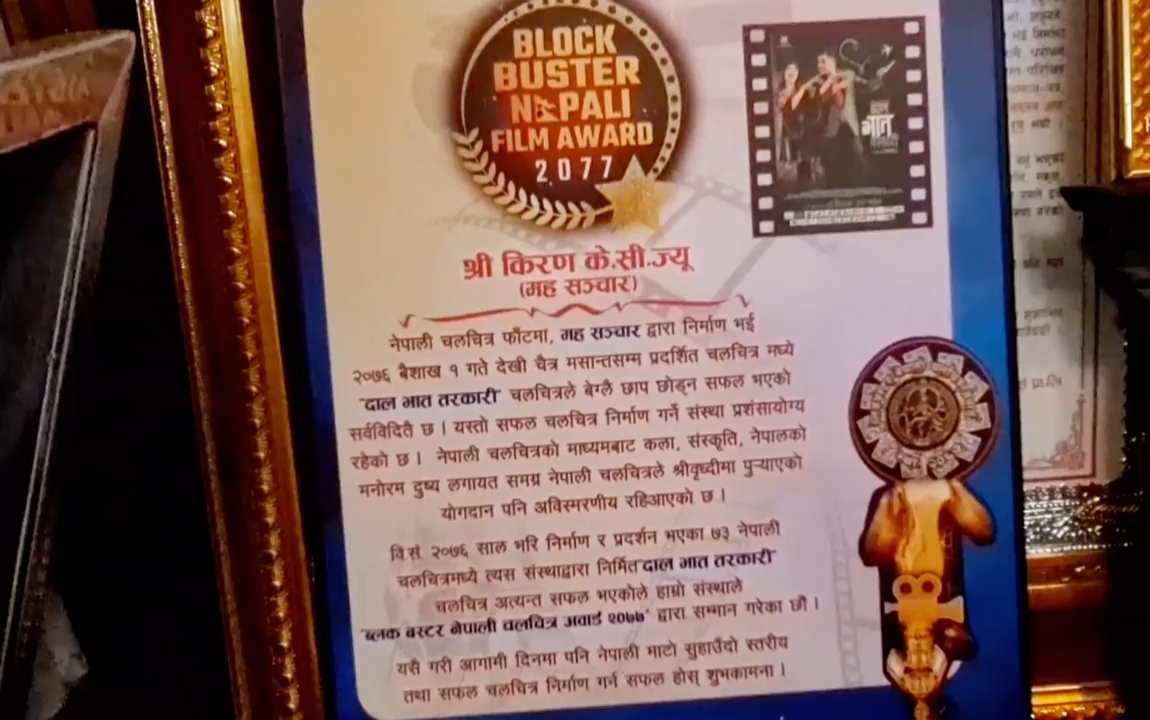 BLOCK
BUSTER
NEPALI
FILM AWARD
2077
भात
श्री किरण के.सी.ज्यू
(मह सञ्चार)
नेपाली चलचित्र फाँटमा, मह सञ्चार द्वारा निर्माण भई
२०७६ बैशाख १ गते देखी चैत्र मसान्तसम्म प्रदर्शित चलचित्र मध्ये
"दाल भात तरकारी" चलचित्रले बेग्लै छाप छोड्न सफल भएको
सर्वविदितै छ । यस्तो सफल चलचित्र निर्माण गर्ने संस्था प्रशंसायोग्य
रहेको छ । नेपाली चलचित्रको माध्यमबाट कला, संस्कृति, नेपालको
मनोरम दुष्य लगायत समग्र नेपाली चलचित्रले श्रीवृध्दीमा पुऱ्याएको
योगदान पनि अविस्मरणीय रहिआएको छ ।
वि.सं. २०७६ साल भरि निर्माण र प्रदर्शन भएका ७३ नेपाली
चलचित्रमध्ये त्यस संस्थाद्वारा निर्मित "दाल भात तरकारी"
चलचित्र अत्यन्त सफल भएकोले हाम्रो संस्थाले
"ब्लक बस्टर नेपाली चलचित्र अवार्ड २०७७" द्वारा सम्मान गरेका छौं ।
यसै गरी आगामी दिनमा पनि नेपाली माटो सुहाउँदो स्तरीय
तथा सफल चलचित्र निर्माण गर्न सफल होस् शुभकामना ।